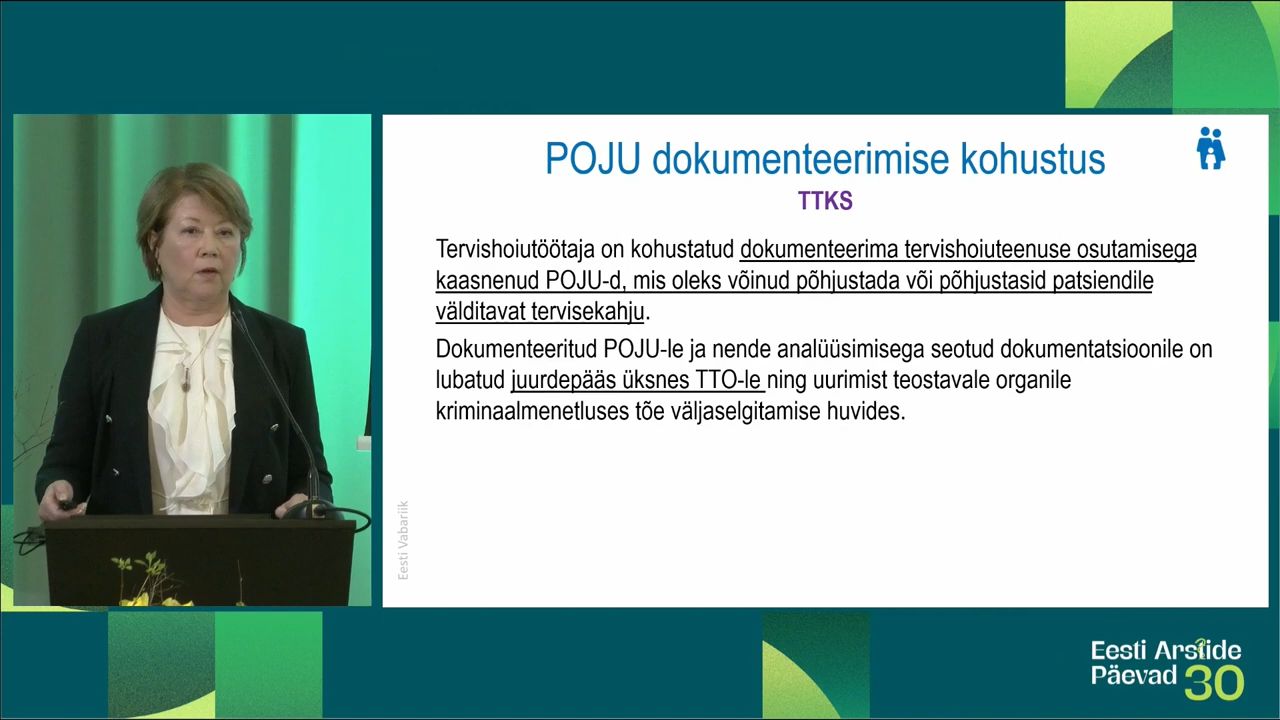 POJU dokumenteerimise kohustus
TTKS
Tervishoiutöötaja on kohustatud dokumenteerima tervishoiuteenuse osutamisega
kaasnenud POJU-d, mis oleks võinud põhjustada või põhjustasid patsiendile
välditavat tervisekahju.
Dokumenteeritud POJU-le ja nende analüüsimisega seotud dokumentatsioonile on
lubatud juurdepääs üksnes TTO-le ning uurimist teostavale organile
kriminaalmenetluses tõe väljaselgitamise huvides.
Eesti Vabariik
Eesti Arstide
Päevad 30